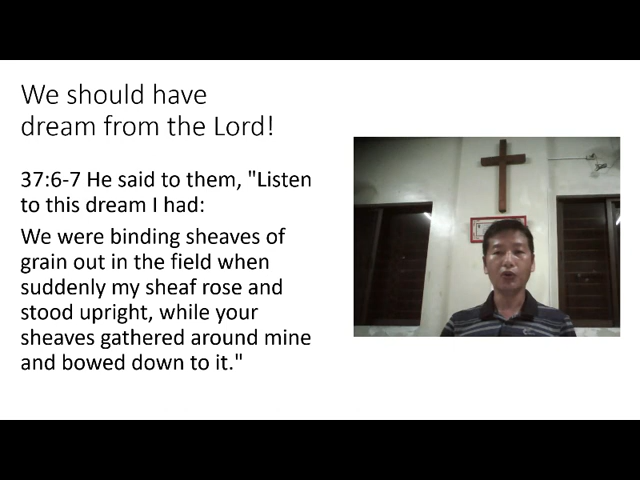 We should have
dream from the Lord!
37:6-7 He said to them, "Listen
to this dream I had:
We were binding sheaves of
grain out in the field when
suddenly my sheaf rose and
stood upright, while your
sheaves gathered around mine
and bowed down to it."